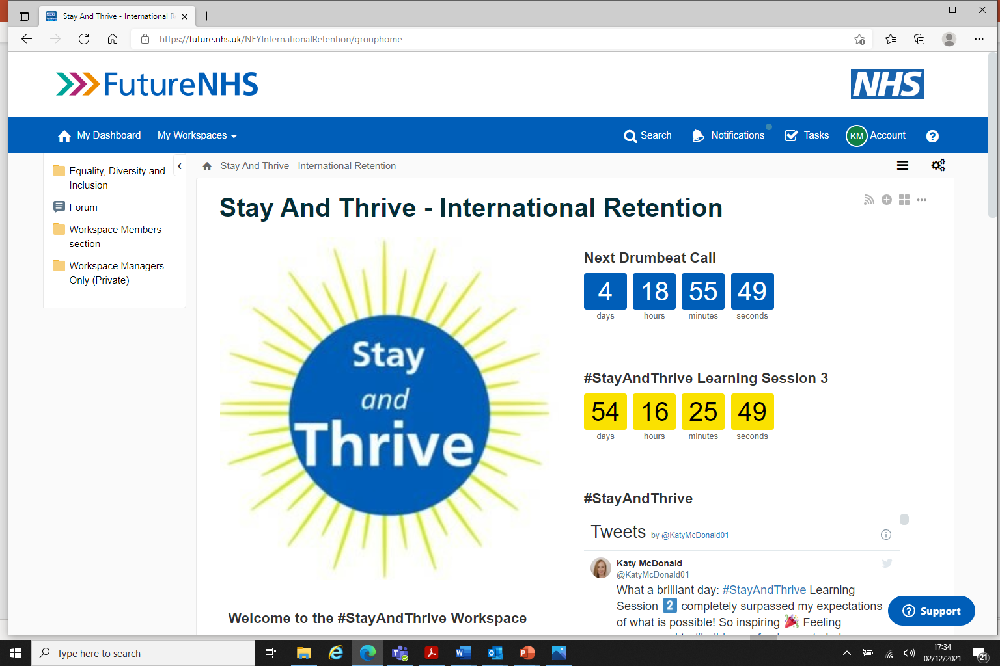 Stay And Thrive - International R
https://future.nhs.uk/NEYInternationalRetention/grouphome
FutureNHS
NHS
My Dashboard
My Workspaces
Search
Notifications
Tasks
KM
Account
Equality, Diversity and
Inclusion
Forum
Workspace Members
section
Workspace Managers
Only (Private)
Stay And Thrive - International Retention
Stay And Thrive - International Retention
Stay
and
Thrive
Welcome to the #StayAndThrive Workspace
Next Drumbeat Call
4 18 55 49
days hours minutes seconds
#StayAndThrive Learning Session 3
54 16 25 49
days hours minutes seconds
#StayAndThrive
Tweets by @KatyMcDonald01
Katy McDonald
@KatyMcDonald01
What a brilliant day: #StayAndThrive Learning
Session 2 completely surpassed my expectations
of what is possible! So inspiring 🎉 Feeling
Support
Type here to search
17:34
02/12/2021
21